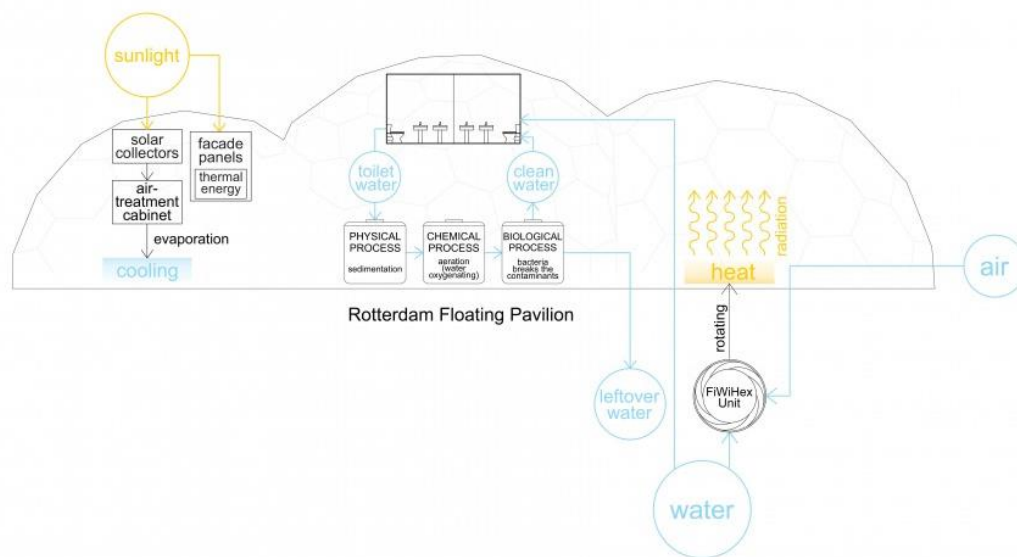 sunlight
solar
collectors
facade
panels
thermal
energy
air-
treatment
cabinet
evaporation
cooling
toilet
water
clean
water
PHYSICAL
PROCESS
sedimentation
CHEMICAL
PROCESS
aeration
(water
oxygenating)
BIOLOGICAL
PROCESS
bacteria
breaks the
contaminants
radiation
heat
air
Rotterdam Floating Pavilion
rotating
leftover
water
FiWiHex
Unit
water